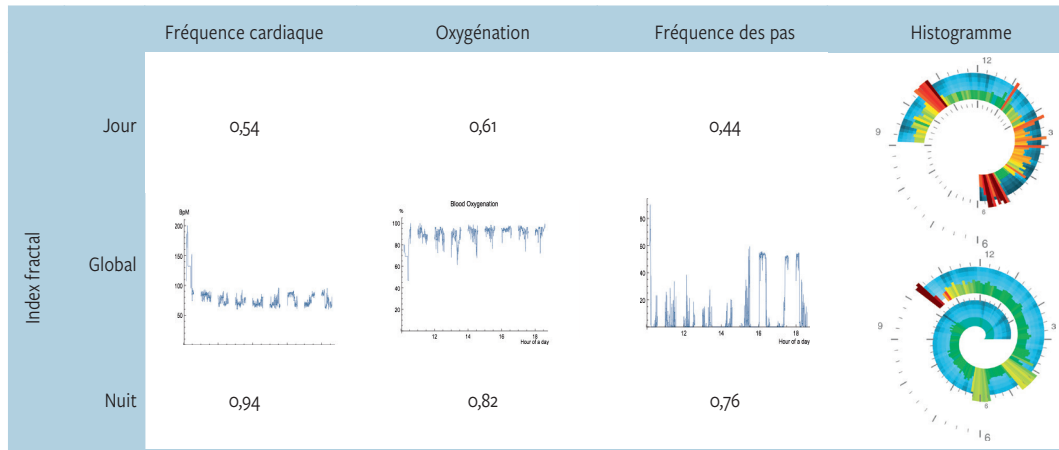 Fréquence cardiaque Oxygénation Fréquence des pas Histogramme
Index fractal
Jour 0,54 0,61 0,44
12
9 3
6
6
Global
BpM
200
150
100
50
Blood Oxygenation
%
100
80
60
40
20
12 14 16 18
Hour of a day
80
60
40
20
12 14 16 18
Hour of a day
12
9 3
6
6
Nuit 0,94 0,82 0,76